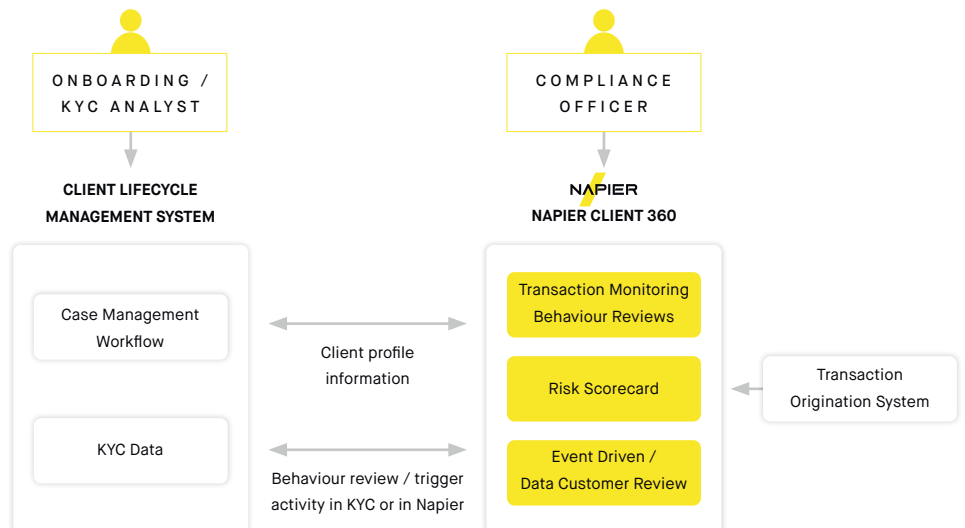 ONBOARDING /
KYC ANALYST
COMPLIANCE
OFFICER
CLIENT LIFECYCLE
MANAGEMENT SYSTEM
NAPIER
NAPIER CLIENT 360
Case Management
Workflow
KYC Data
Client profile
information
Behaviour review / trigger
activity in KYC or in Napier
Transaction Monitoring
Behaviour Reviews
Risk Scorecard
Event Driven /
Data Customer Review
Transaction
Origination System